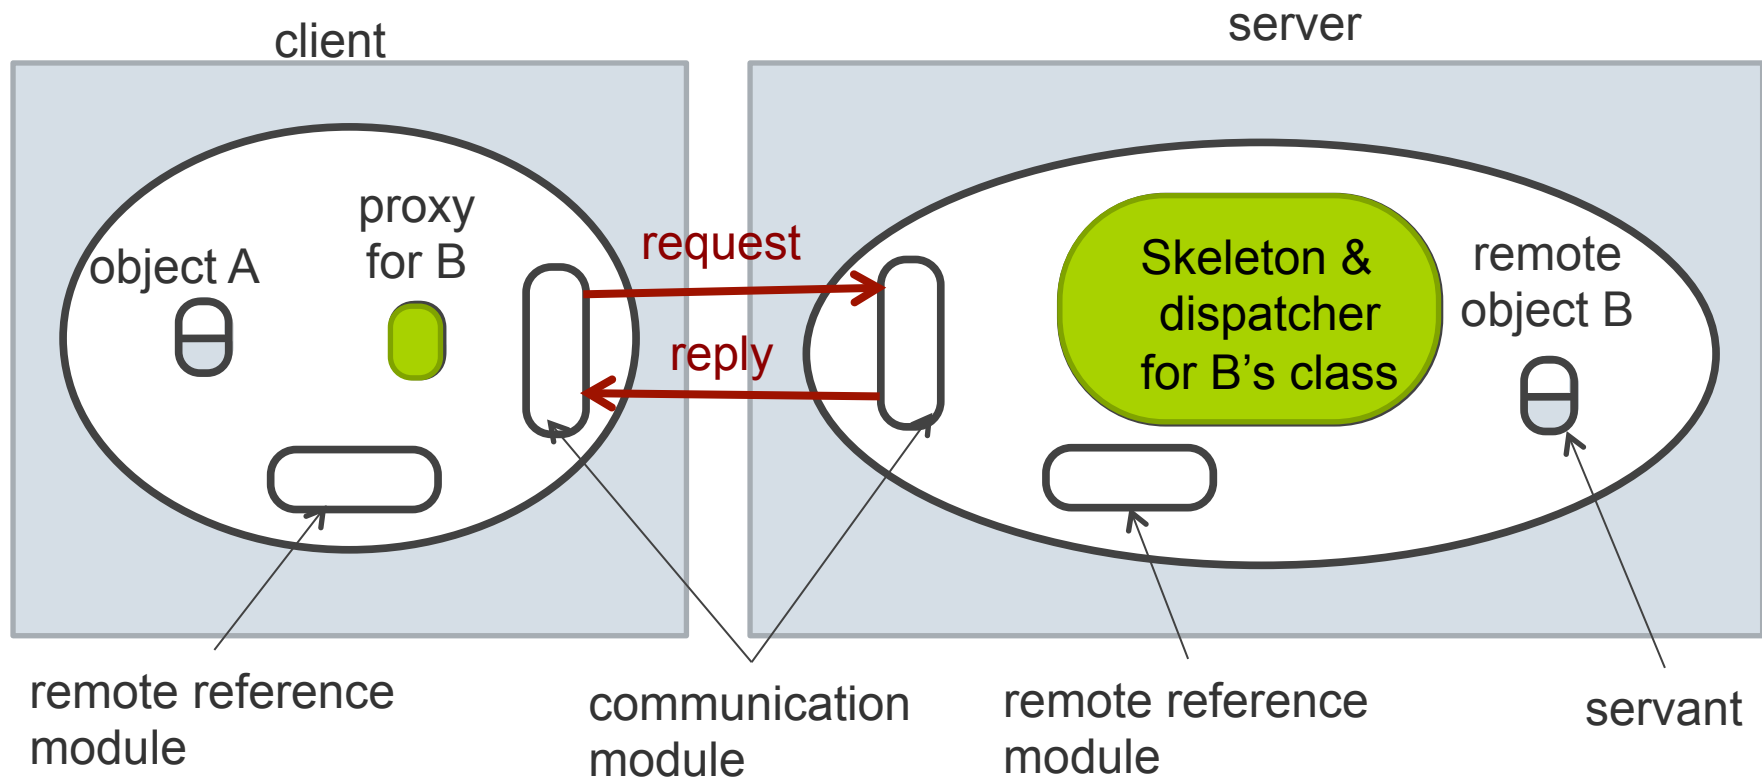 client
server
object A
proxy
for B
request
reply
Skeleton &
dispatcher
for B’s class
remote
object B
remote reference
module
communication
module
remote reference
module
servant